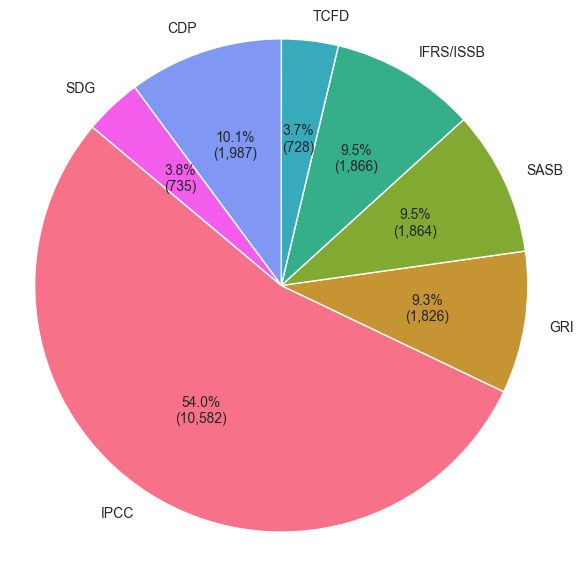 TCFD
CDP
IFRS/ISSB
SDG
3.7%
(728)
10.1%
(1,987)
9.5%
(1,866)
SASB
3.8%
(735)
9.5%
(1,864)
9.3%
(1,826)
GRI
54.0%
(10,582)
IPCC